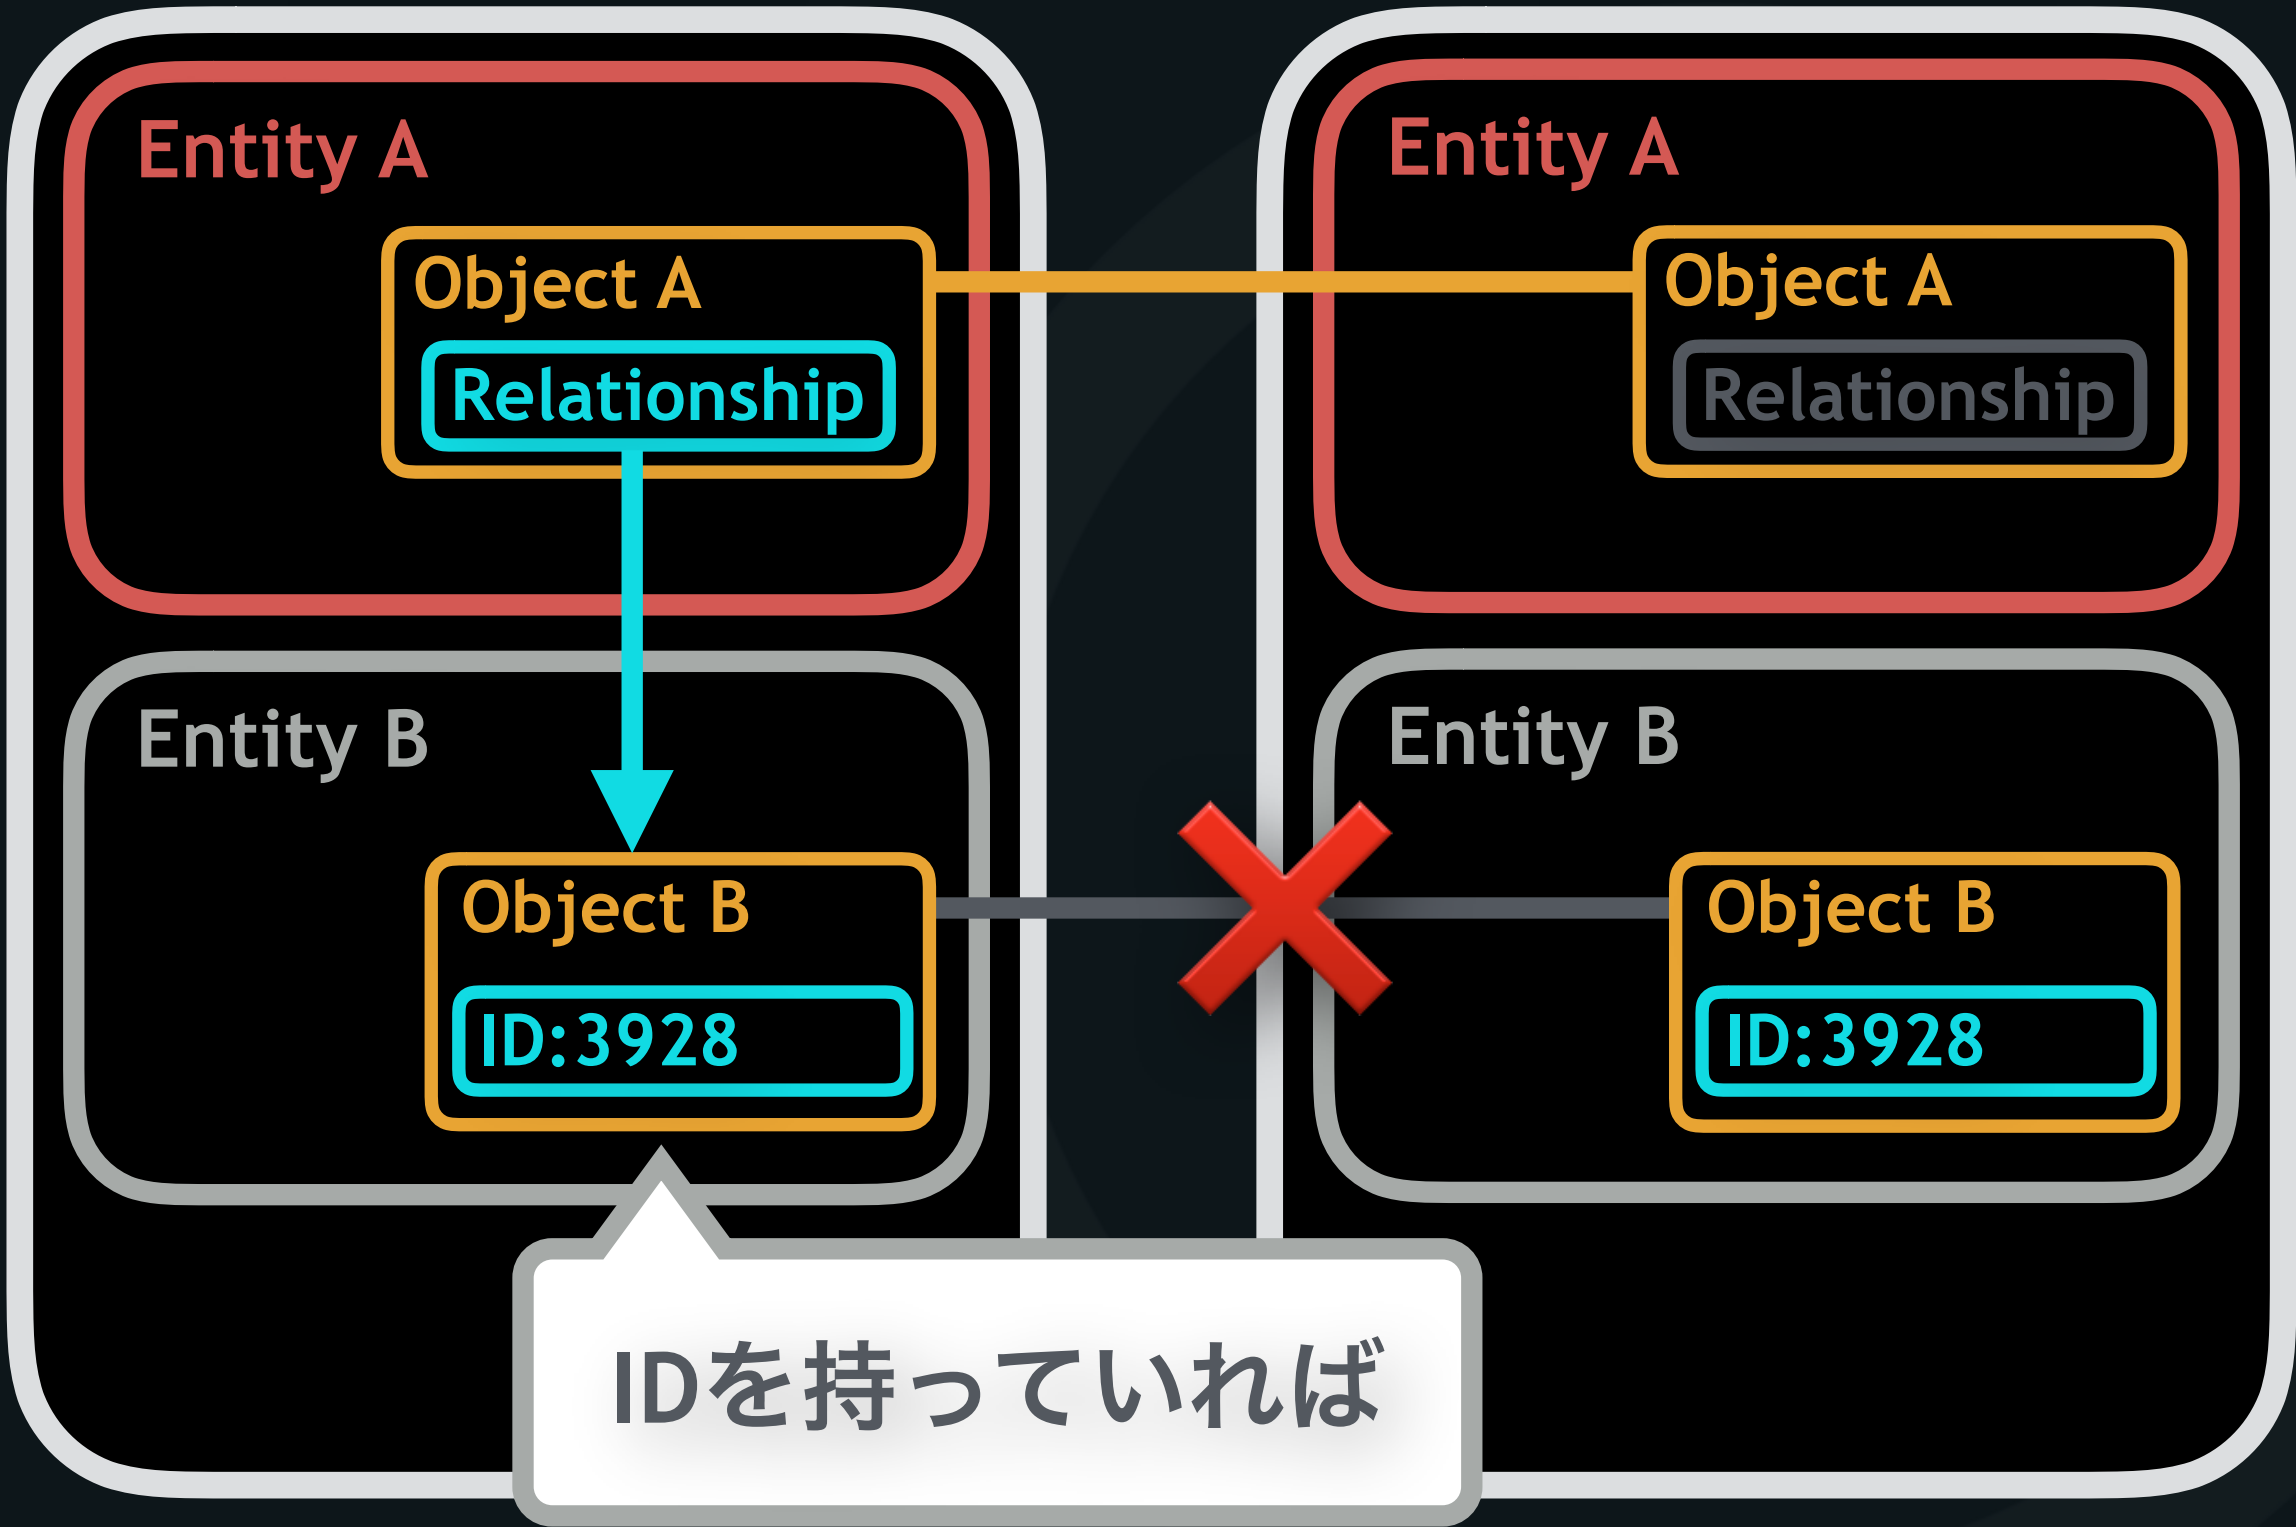 Entity A
Object A
Relationship
Entity B
Object B
ID:3928
Entity A
Object A
Relationship
Entity B
Object B
ID:3928
IDを持っていれば